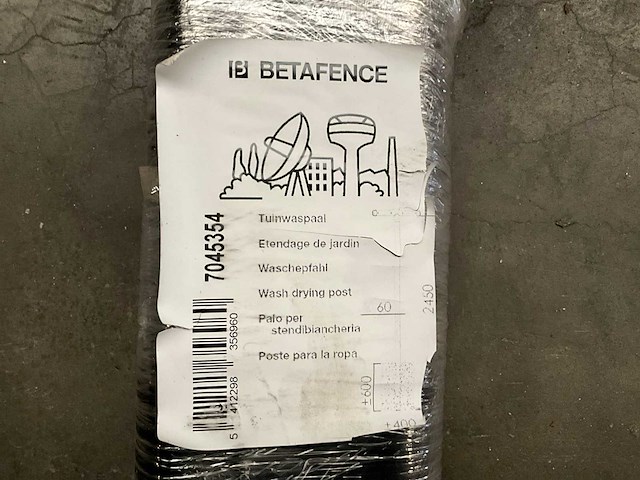 BETAFENCE
7045354
Tuinwaspaal
Etendage de jardin
Waschepfahl
Wash drying post
Palo per
stendibiancheria
Poste para la ropa
60
2450
±600
±400
5 412298 356960